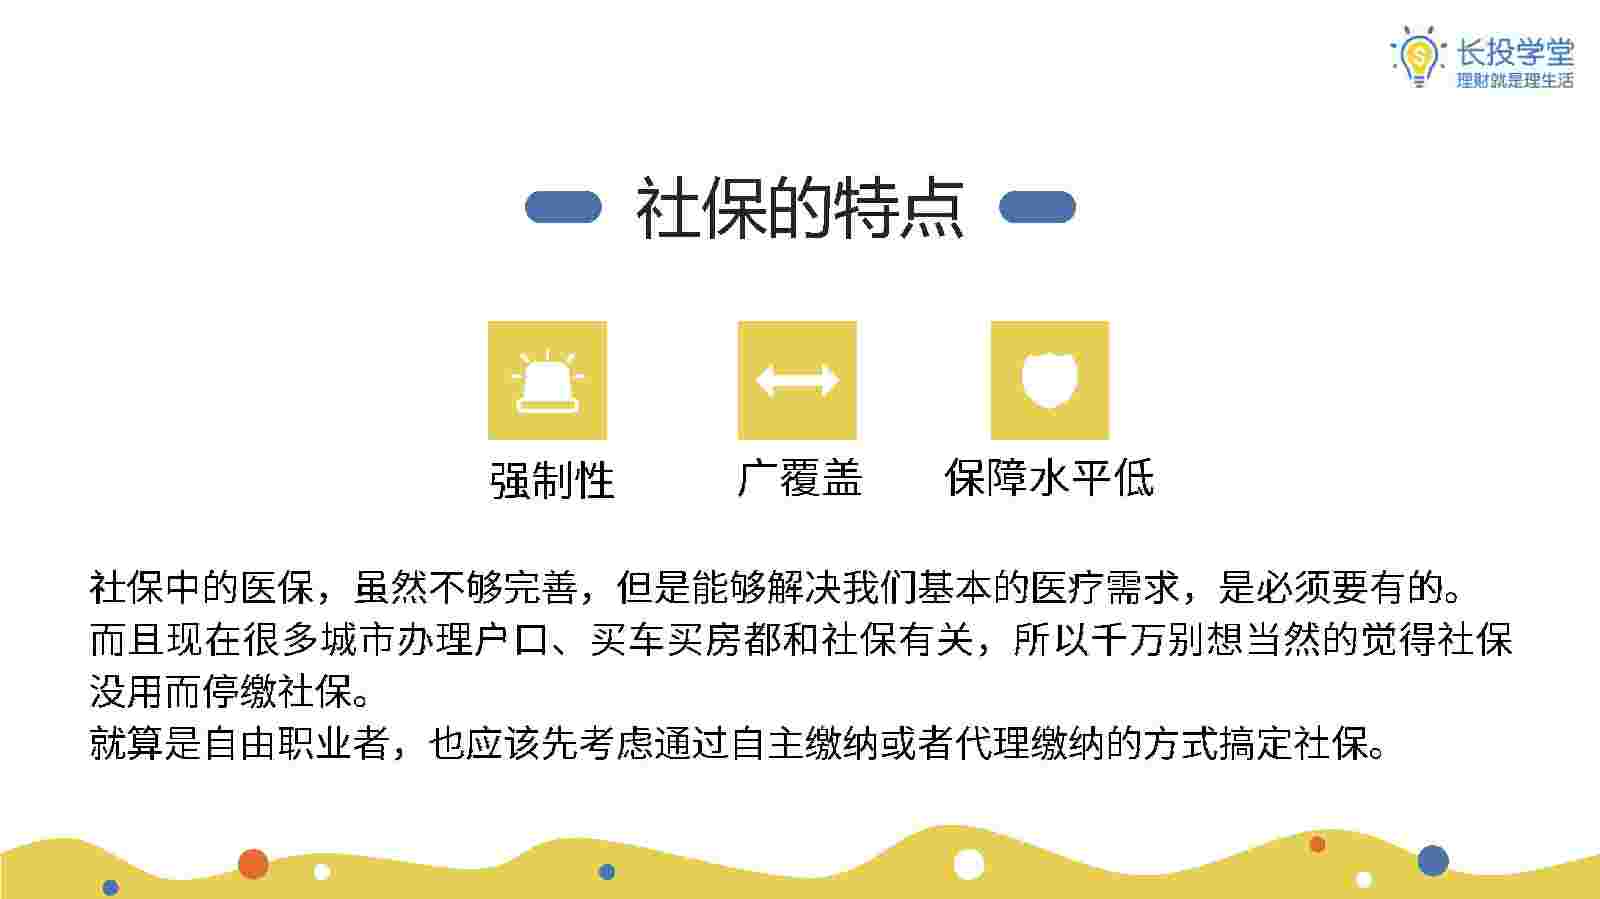 长投学堂
理财就是理生活
社保的特点
强制性
广覆盖
保障水平低
社保中的医保，虽然不够完善，但是能够解决我们基本的医疗需求，是必须要有的。
而且现在很多城市办理户口、买车买房都和社保有关，所以千万别想当然的觉得社保
没用而停缴社保。
就算是自由职业者，也应该先考虑通过自主缴纳或者代理缴纳的方式搞定社保。